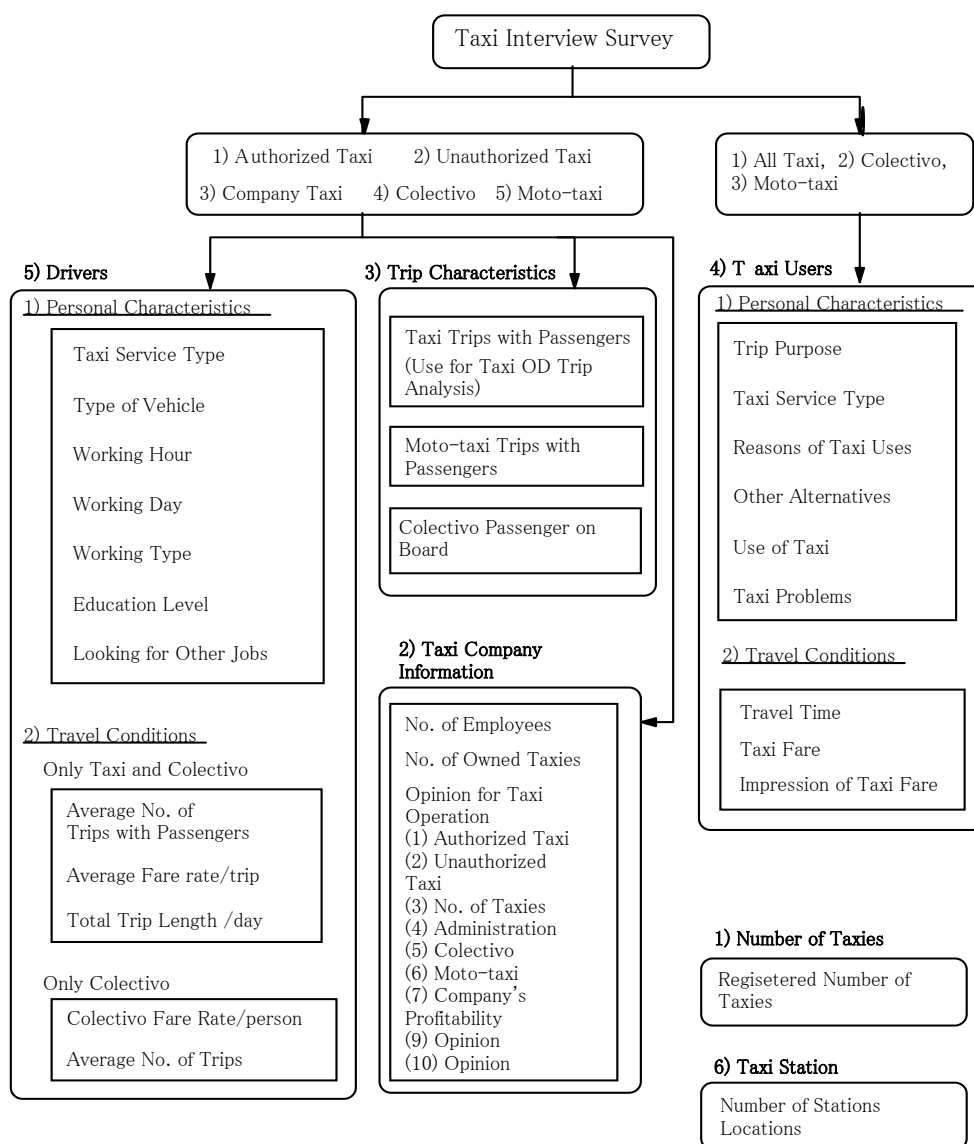 Taxi Interview Survey
1) Authorized Taxi 2) Unauthorized Taxi
3) Company Taxi 4) Colectivo 5) Moto-taxi
1) All Taxi, 2) Colectivo,
3) Moto-taxi
5) Drivers
1) Personal Characteristics
Taxi Service Type
Type of Vehicle
Working Hour
Working Day
Working Type
Education Level
Looking for Other Jobs
2) Travel Conditions
Only Taxi and Colectivo
Average No. of
Trips with Passengers
Average Fare rate/trip
Total Trip Length /day
Only Colectivo
Colectivo Fare Rate/person
Average No. of Trips
3) Trip Characteristics
Taxi Trips with Passengers
(Use for Taxi OD Trip
Analysis)
Moto-taxi Trips with
Passengers
Colectivo Passenger on
Board
2) Taxi Company
Information
No. of Employees
No. of Owned Taxies
Opinion for Taxi
Operation
(1) Authorized Taxi
(2) Unauthorized
Taxi
(3) No. of Taxies
(4) Administration
(5) Colectivo
(6) Moto-taxi
(7) Company's
Profitability
(9) Opinion
(10) Opinion
4) T axi Users
1) Personal Characteristics
Trip Purpose
Taxi Service Type
Reasons of Taxi Uses
Other Alternatives
Use of Taxi
Taxi Problems
2) Travel Conditions
Travel Time
Taxi Fare
Impression of Taxi Fare
1) Number of Taxies
Regisetered Number of
Taxies
6) Taxi Station
Number of Stations
Locations